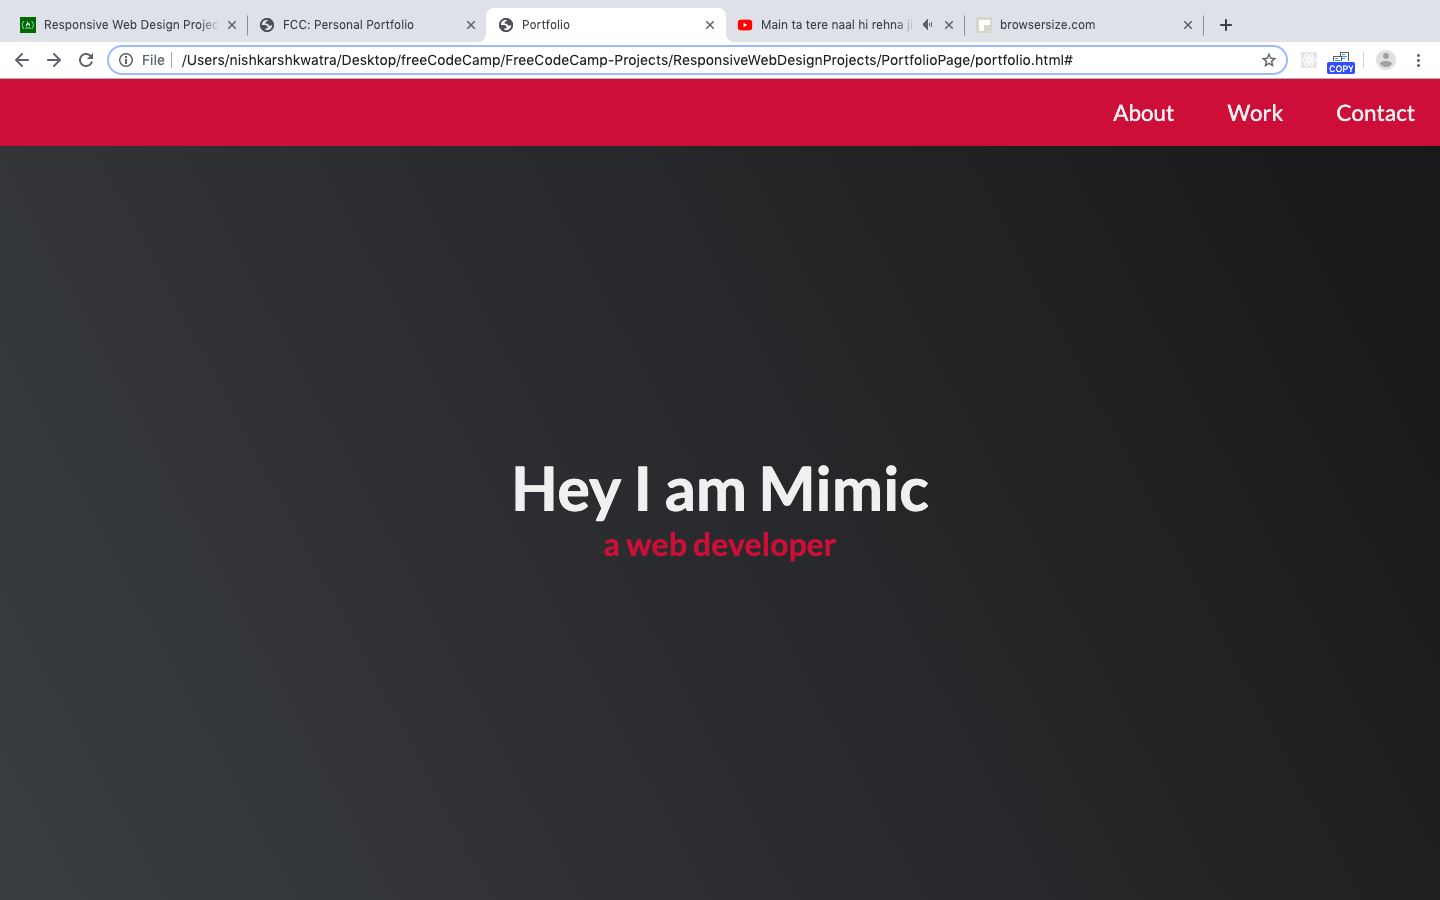 Responsive Web Design Projec
FCC: Personal Portfolio
Portfolio
Main ta tere naal hi rehna ji
browsersize.com
File
/Users/nishkarshkwatra/Desktop/freeCodeCamp/FreeCodeCamp-Projects/ResponsiveWebDesignProjects/PortfolioPage/portfolio.html#
COPY
About Work Contact
Hey I am Mimic
a web developer